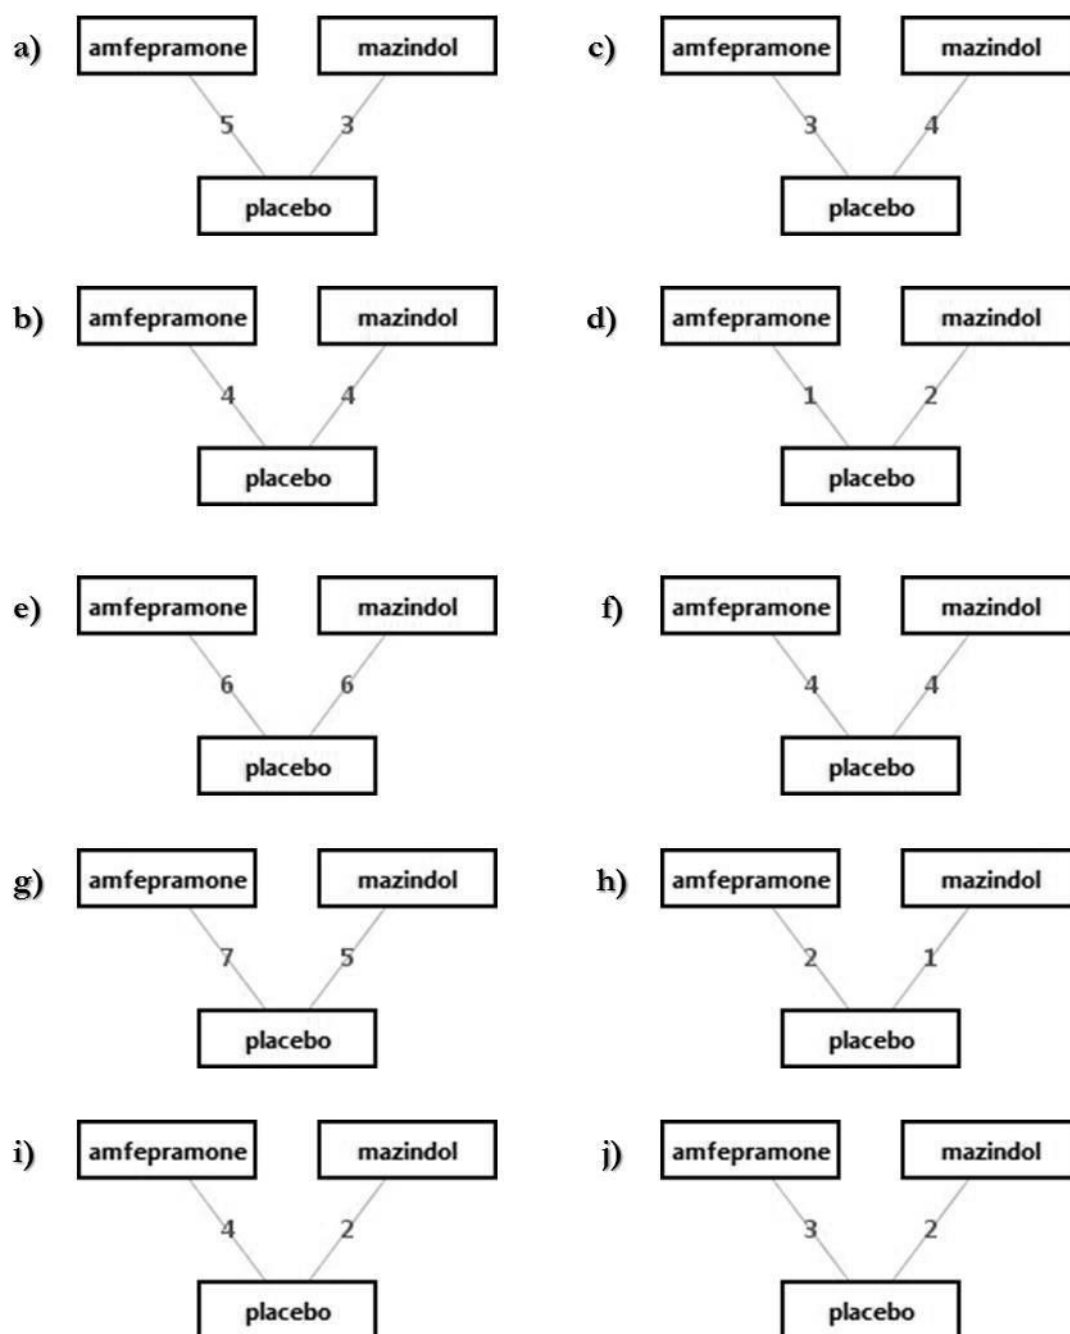 a) amfepramone mazindol c) amfepramone mazindol
5 3 3 4
placebo placebo
b) amfepramone mazindol d) amfepramone mazindol
4 4 1 2
placebo placebo
e) amfepramone mazindol f) amfepramone mazindol
6 6 4 4
placebo placebo
g) amfepramone mazindol h) amfepramone mazindol
7 5 2 1
placebo placebo
i) amfepramone mazindol j) amfepramone mazindol
4 2 3 2
placebo placebo